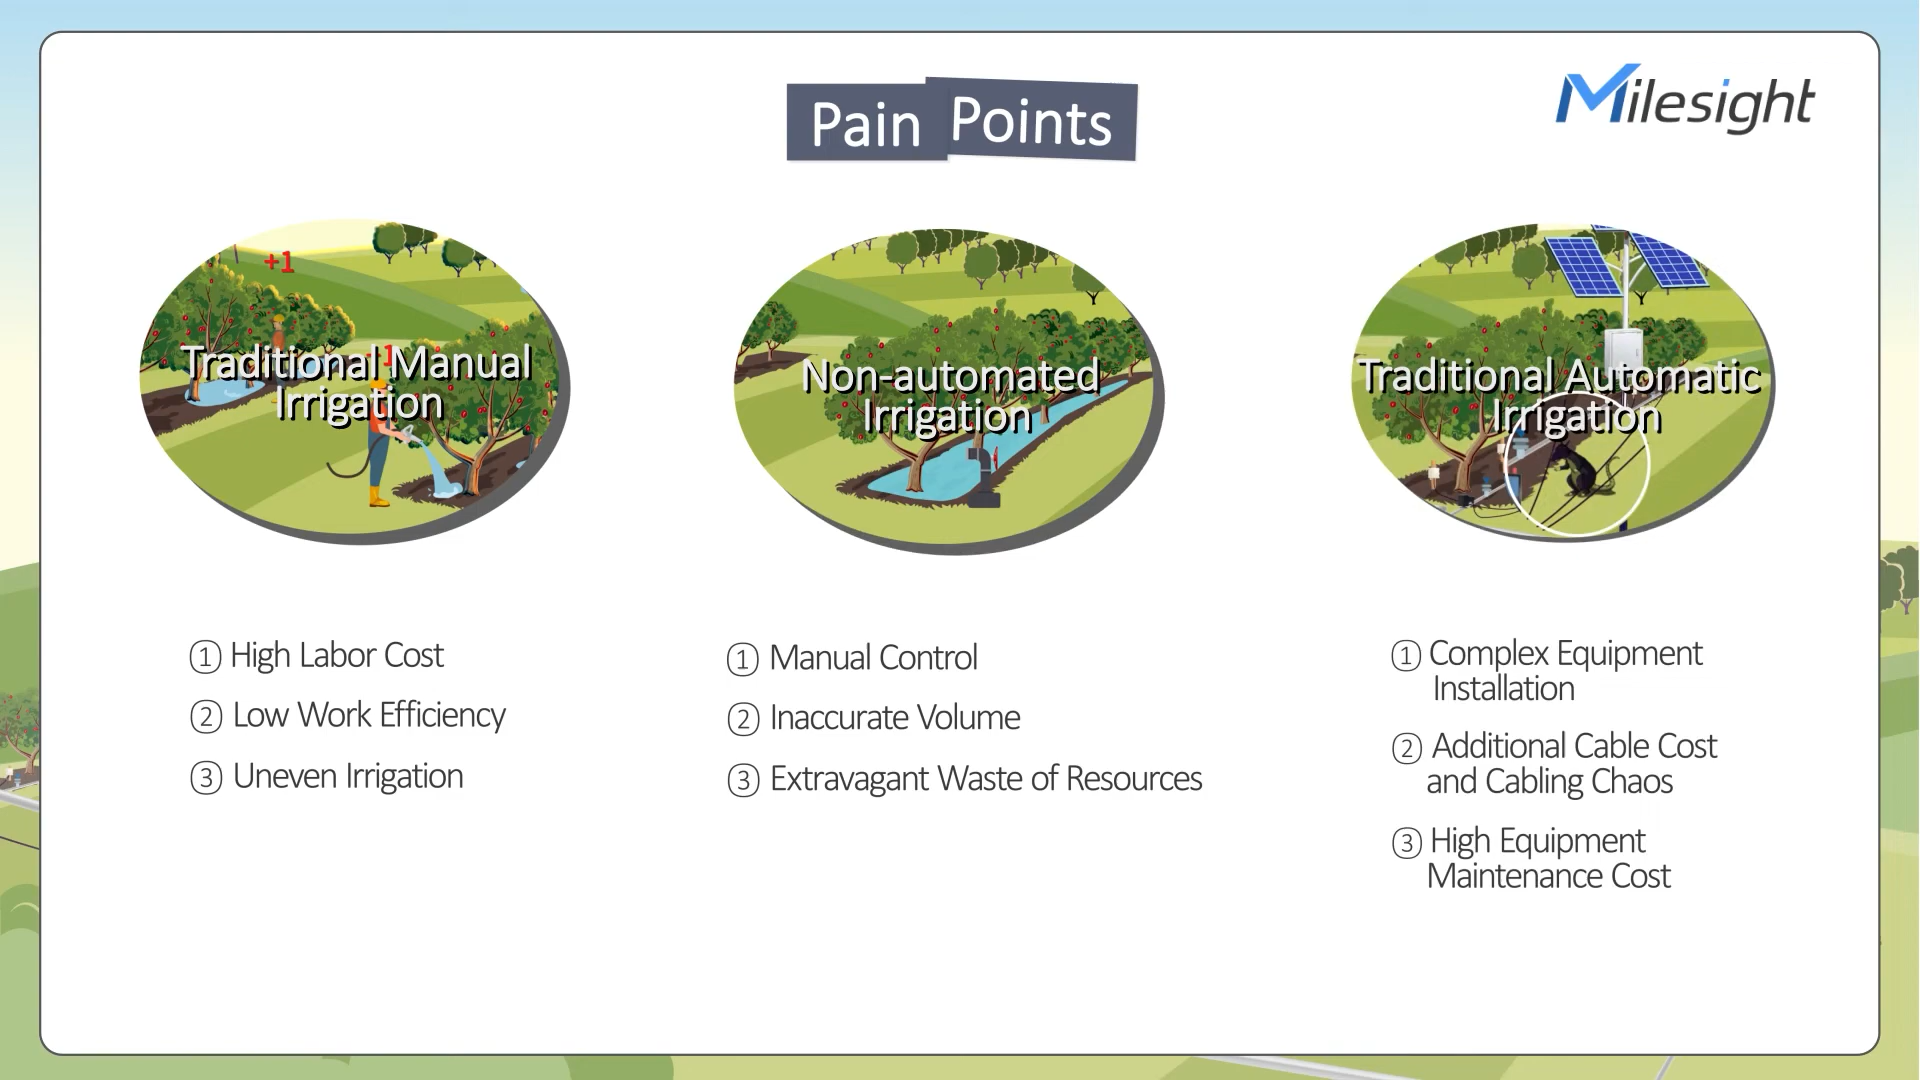 Pain Points
Milesight
+1
1
Traditional Manual
Irrigation
Non-automated
Irrigation
Traditional Automatic
Irrigation
① High Labor Cost
② Low Work Efficiency
③ Uneven Irrigation
① Manual Control
② Inaccurate Volume
③ Extravagant Waste of Resources
① Complex Equipment
Installation
② Additional Cable Cost
and Cabling Chaos
③ High Equipment
Maintenance Cost